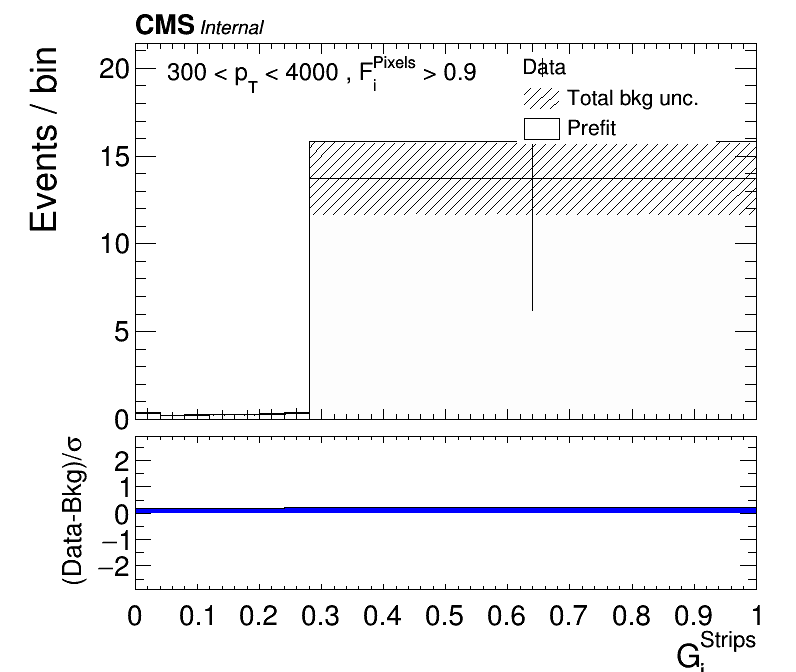 CMS Internal
300 < p_T < 4000 , F_i^Pixels > 0.9
Data
Total bkg unc.
Prefit
Events / bin
20
15
10
5
0
(Data-Bkg)/σ
2
1
0
−1
−2
0 0.1 0.2 0.3 0.4 0.5 0.6 0.7 0.8 0.9 1
G_i^Strips